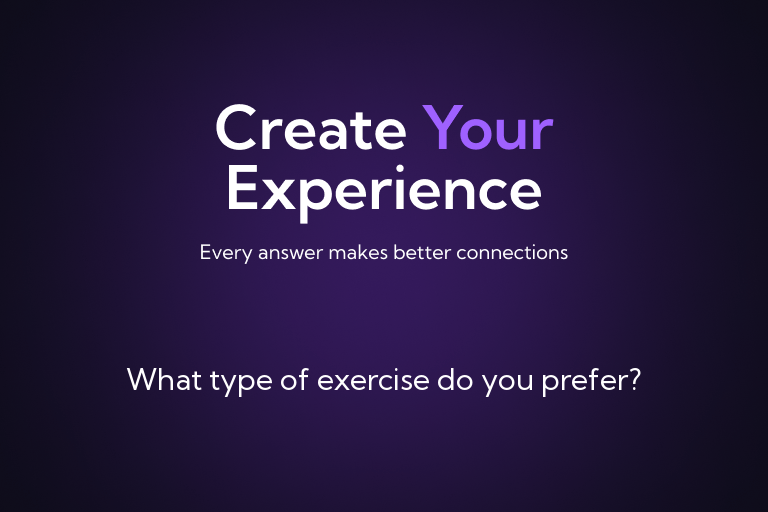 Create Your
Experience
Every answer makes better connections
What type of exercise do you prefer?